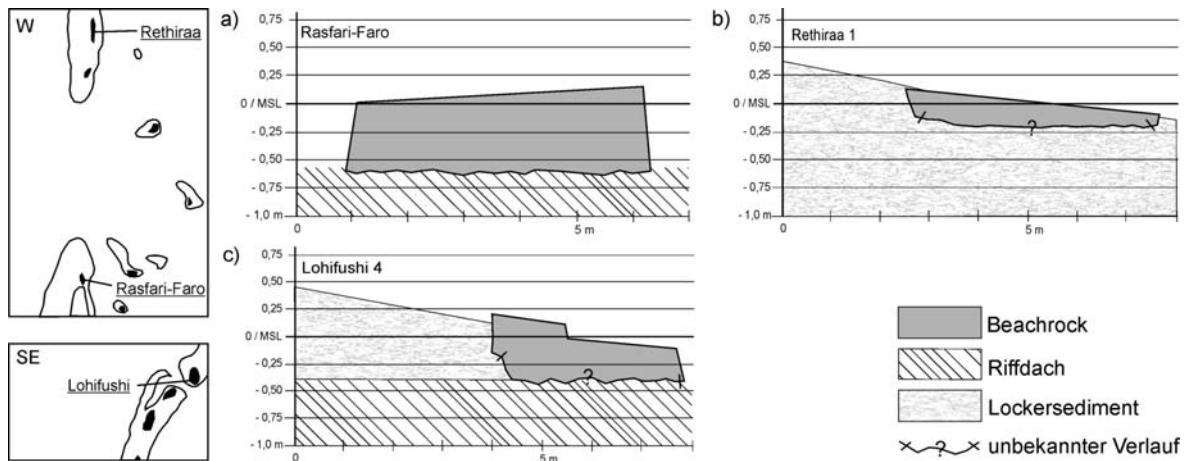 W
Rethiraa
Rasfari-Faro
SE
Lohifushi
a)
Rasfari-Faro
0,75
0,50
0,25
0 / MSL
- 0,25
- 0,50
- 0,75
- 1,0 m
0
5 m
b)
Rethiraa 1
0,75
0,50
0,25
0 / MSL
- 0,25
- 0,50
- 0,75
- 1,0 m
?
0
5 m
c)
Lohifushi 4
0,75
0,50
0,25
0 / MSL
- 0,25
- 0,50
- 0,75
- 1,0 m
?
0
5 m
Beachrock
Riffdach
Lockersediment
? unbekannter Verlauf